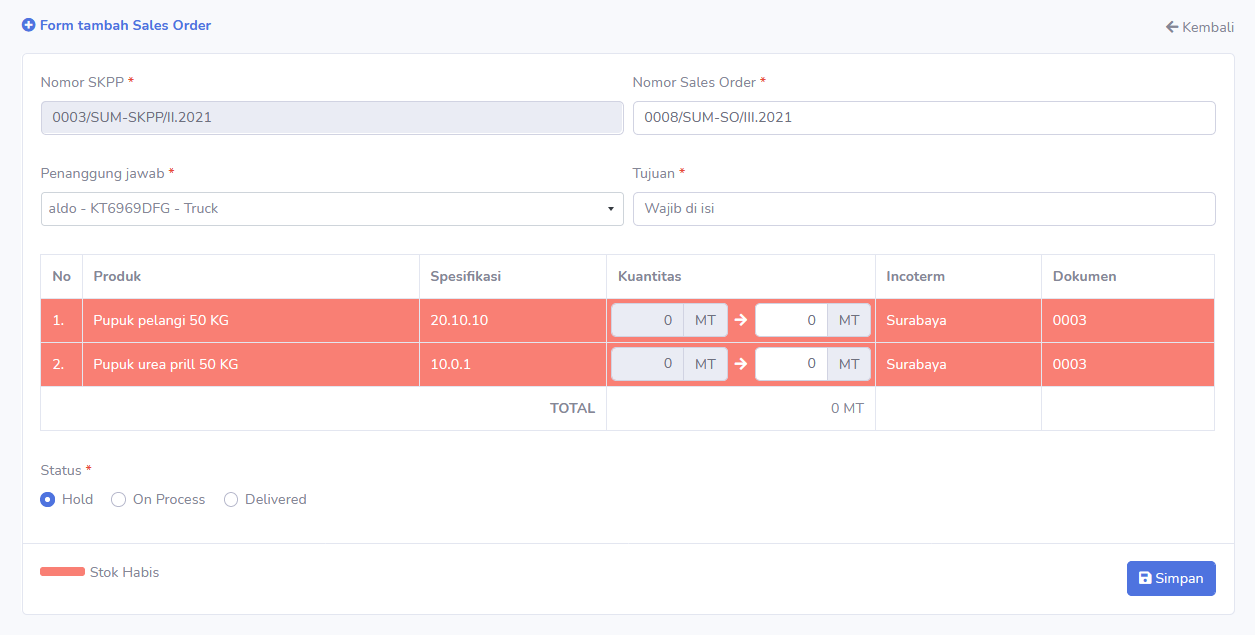 Form tambah Sales Order
Kembali
Nomor SKPP *
Nomor Sales Order *
0003/SUM-SKPP/II.2021
0008/SUM-SO/III.2021
Penanggung jawab *
Tujuan *
aldo - KT6969DFG - Truck
Wajib di isi
No Produk Spesifikasi Kuantitas Incoterm Dokumen
1. Pupuk pelangi 50 KG 20.10.10 0 MT → 0 MT Surabaya 0003
2. Pupuk urea prill 50 KG 10.0.1 0 MT → 0 MT Surabaya 0003
TOTAL 0 MT
Status *
Hold On Process Delivered
Stok Habis
Simpan